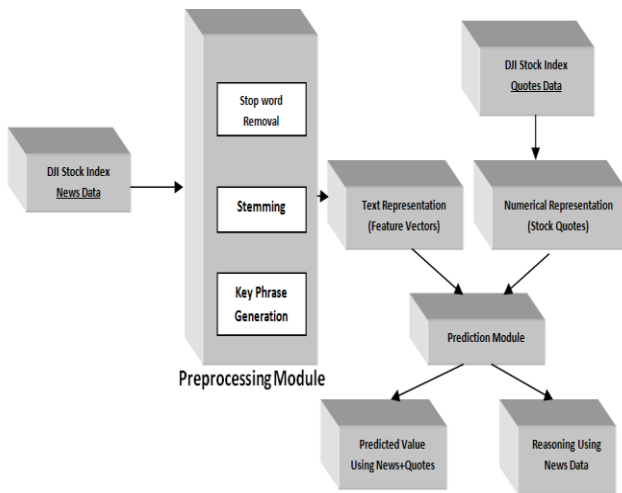 DJI Stock Index
Quotes Data
Stop word
Removal
DJI Stock Index
News Data
Stemming
Text Representation
(Feature Vectors)
Numerical Representation
(Stock Quotes)
Key Phrase
Generation
Prediction Module
Preprocessing Module
Predicted Value
Using News+Quotes
Reasoning Using
News Data